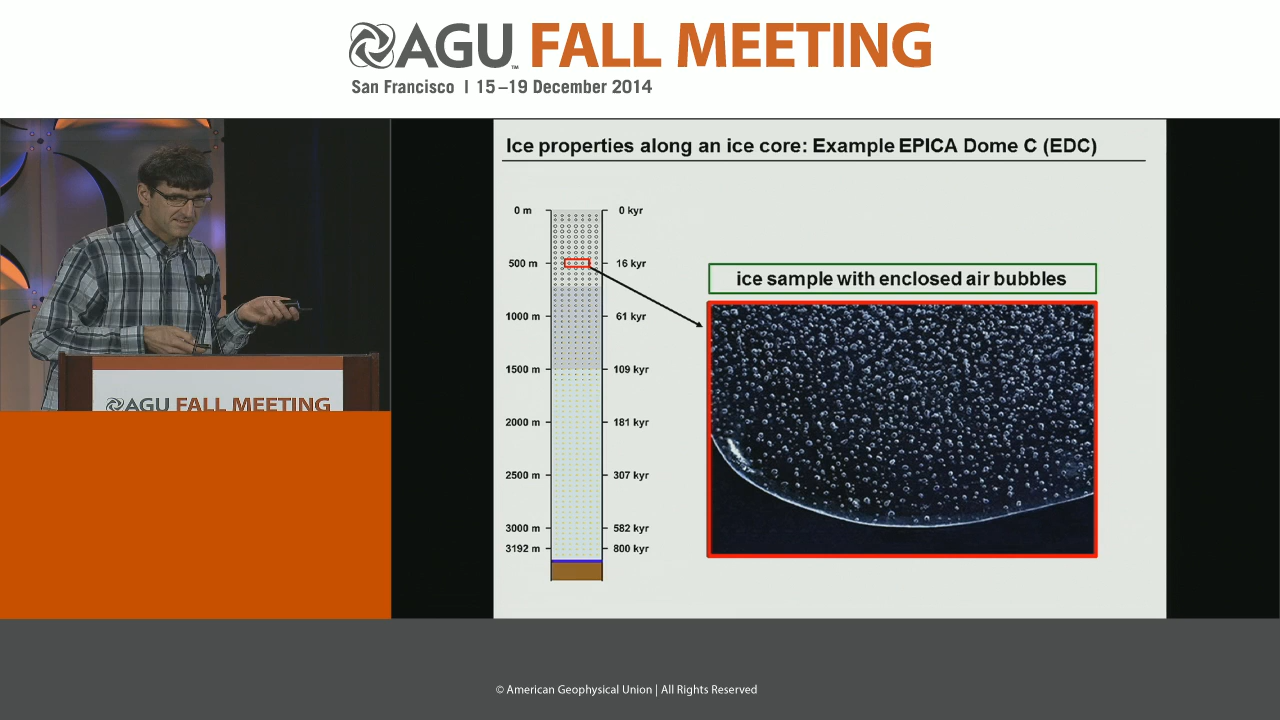 AGU™ FALL MEETING
San Francisco | 15–19 December 2014
Ice properties along an ice core: Example EPICA Dome C (EDC)
0 m 0 kyr
500 m 16 kyr
ice sample with enclosed air bubbles
1000 m 61 kyr
1500 m 109 kyr
2000 m 181 kyr
2500 m 307 kyr
3000 m 582 kyr
3192 m 800 kyr
AGU FALL MEETING
© American Geophysical Union | All Rights Reserved